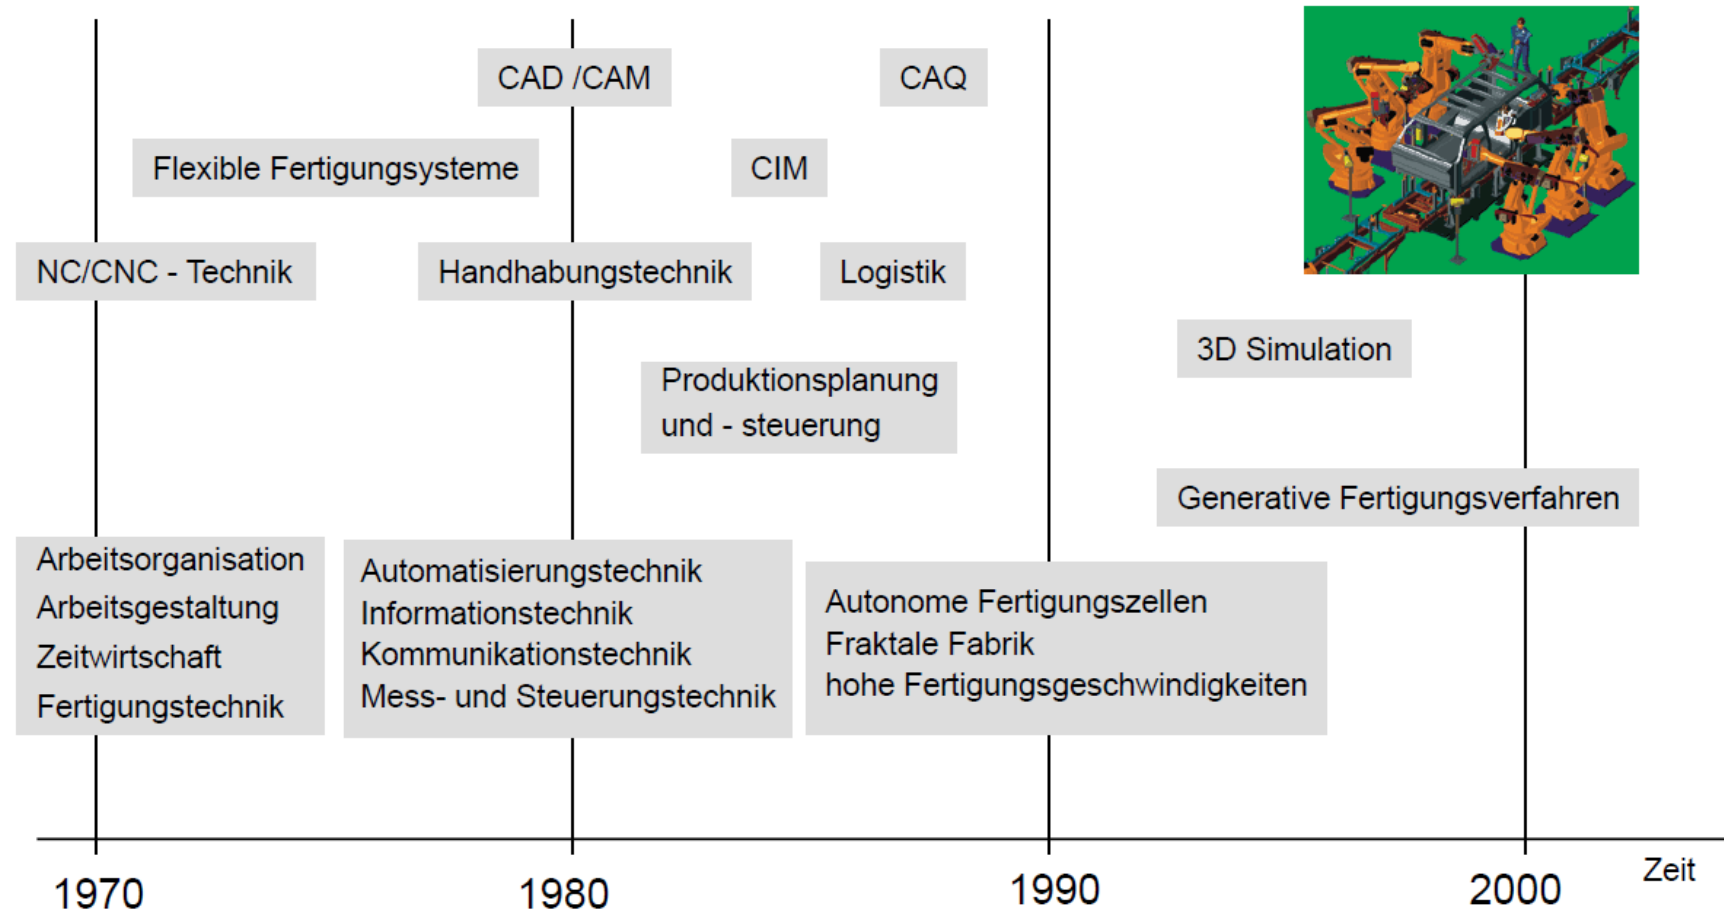 CAD /CAM
CAQ
Flexible Fertigungsysteme
CIM
NC/CNC - Technik
Handhabungstechnik
Logistik
3D Simulation
Produktionsplanung
und - steuerung
Generative Fertigungsverfahren
Arbeitsorganisation
Arbeitsgestaltung
Zeitwirtschaft
Fertigungstechnik
Automatisierungstechnik
Informationstechnik
Kommunikationstechnik
Mess- und Steuerungstechnik
Autonome Fertigungszellen
Fraktale Fabrik
hohe Fertigungsgeschwindigkeiten
1970
1980
1990
2000
Zeit